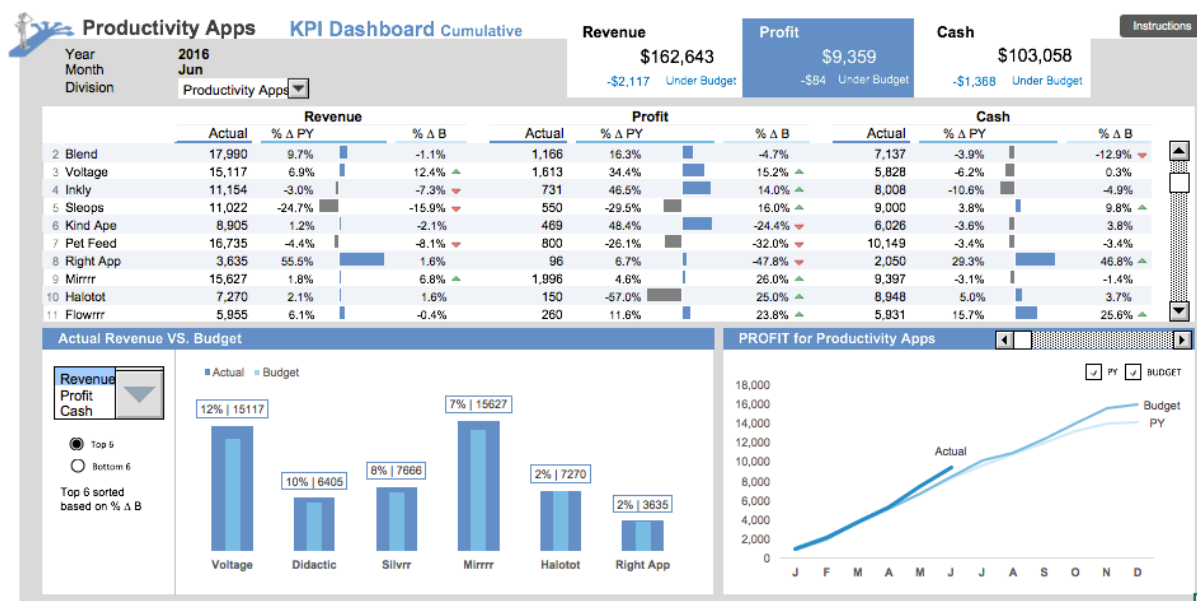 Productivity Apps KPI Dashboard Cumulative
Instructions
Year 2016
Month Jun
Division Productivity Apps
Revenue
$162,643
-$2,117 Under Budget
Profit
$9,359
-$84 Under Budget
Cash
$103,058
-$1,368 Under Budget
Revenue Profit Cash
Actual % Δ PY % Δ B Actual % Δ PY % Δ B Actual % Δ PY % Δ B
2 Blend 17,990 9.7% -1.1% 1,166 16.3% -4.7% 7,137 -3.9% -12.9%
3 Voltage 15,117 6.9% 12.4% 1,613 34.4% 15.2% 5,828 -6.2% 0.3%
4 Inkly 11,154 -3.0% -7.3% 731 46.5% 14.0% 8,008 -10.6% -4.9%
5 Sleops 11,022 -24.7% -15.9% 550 -29.5% 16.0% 9,000 3.8% 9.8%
6 Kind Ape 8,905 1.2% -2.1% 469 48.4% -24.4% 6,026 -3.6% 3.8%
7 Pet Feed 16,735 -4.4% -8.1% 800 -26.1% -32.0% 10,149 -3.4% -3.4%
8 Right App 3,635 55.5% 1.6% 96 6.7% -47.8% 2,050 29.3% 46.8%
9 Mirrrr 15,627 1.8% 6.8% 1,996 4.6% 26.0% 9,397 -3.1% -1.4%
10 Halotot 7,270 2.1% 1.6% 150 -57.0% 25.0% 8,948 5.0% 3.7%
11 Flowrrr 5,955 6.1% -0.4% 260 11.6% 23.8% 5,931 15.7% 25.6%
Actual Revenue VS. Budget
Revenue
Profit
Cash
Top 5
Bottom 6
Top 6 sorted
based on % Δ B
Actual Budget
12% | 15117
10% | 6405
8% | 7666
7% | 15627
2% | 7270
2% | 3635
Voltage Didactic Silvrr Mirrrr Halotot Right App
PROFIT for Productivity Apps
PY BUDGET
18,000
16,000
14,000
12,000
10,000
8,000
6,000
4,000
2,000
0
Budget
PY
Actual
J F M A M J J A S O N D